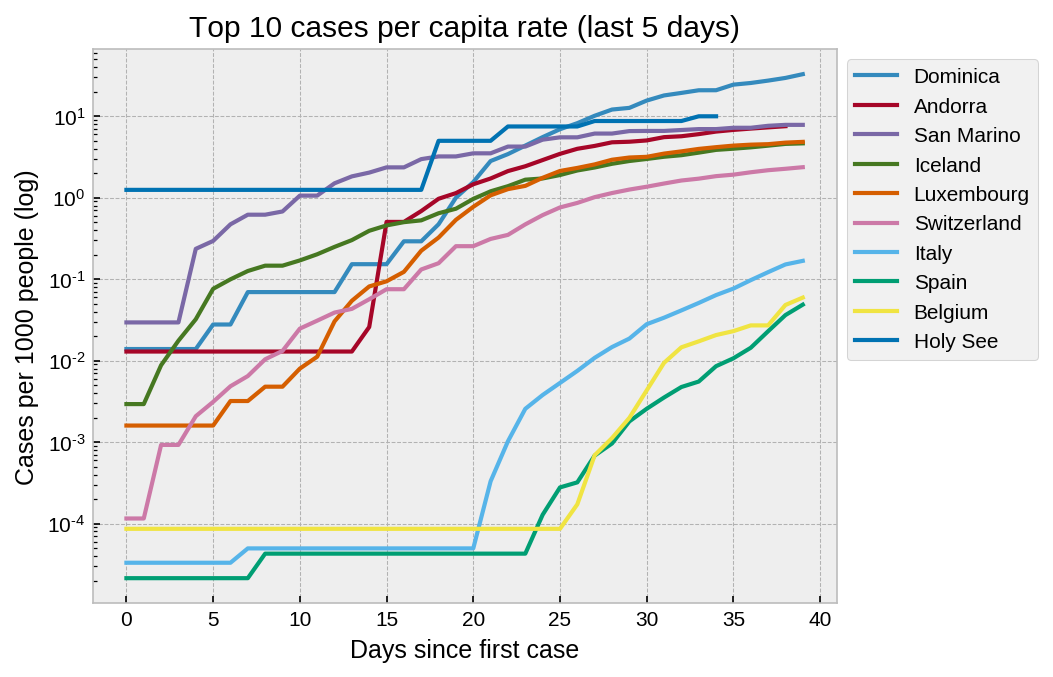 Top 10 cases per capita rate (last 5 days)
Cases per 1000 people (log)
10^1
10^0
10^-1
10^-2
10^-3
10^-4
0 5 10 15 20 25 30 35 40
Days since first case
Dominica
Andorra
San Marino
Iceland
Luxembourg
Switzerland
Italy
Spain
Belgium
Holy See